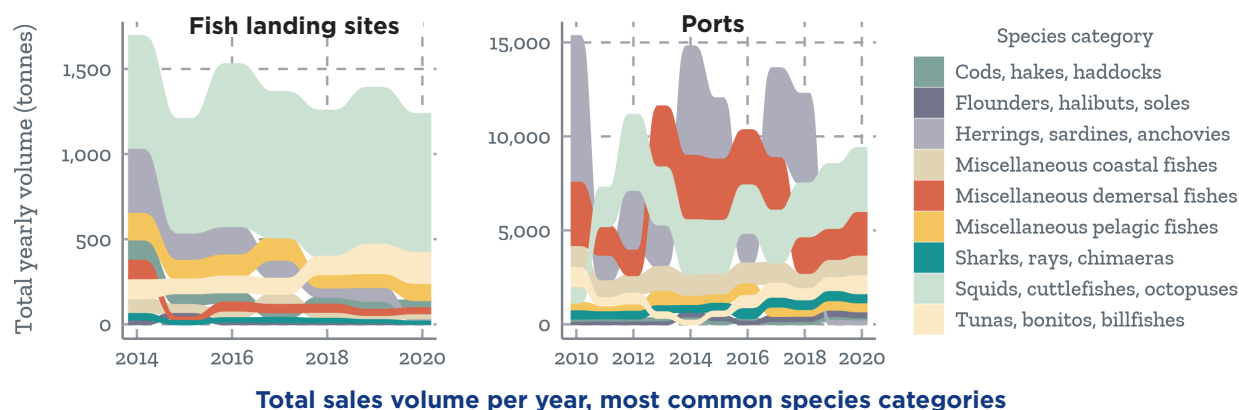 Fish landing sites
Ports
Total yearly volume (tonnes)
1,500
1,000
500
0
2014 2016 2018 2020
15,000
10,000
5,000
0
2010 2012 2014 2016 2018 2020
Species category
Cods, hakes, haddocks
Flounders, halibuts, soles
Herrings, sardines, anchovies
Miscellaneous coastal fishes
Miscellaneous demersal fishes
Miscellaneous pelagic fishes
Sharks, rays, chimaeras
Squids, cuttlefishes, octopuses
Tunas, bonitos, billfishes
Total sales volume per year, most common species categories